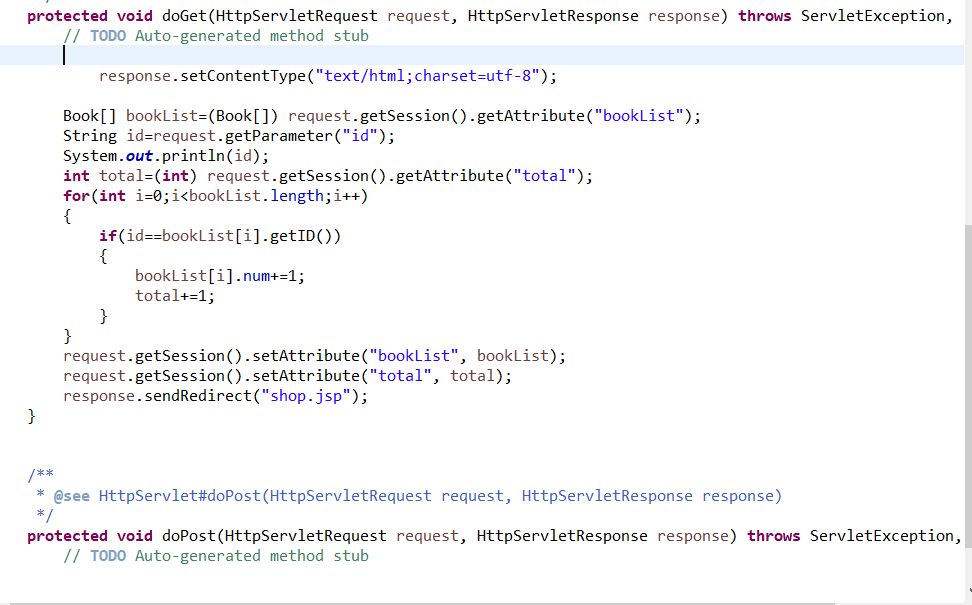 protected void doGet(HttpServletRequest request, HttpServletResponse response) throws ServletException,
// TODO Auto-generated method stub
response.setContentType("text/html;charset=utf-8");
Book[] bookList=(Book[]) request.getSession().getAttribute("bookList");
String id=request.getParameter("id");
System.out.println(id);
int total=(int) request.getSession().getAttribute("total");
for(int i=0;i<bookList.length;i++)
{
if(id==bookList[i].getID())
{
bookList[i].num+=1;
total+=1;
}
}
request.getSession().setAttribute("bookList", bookList);
request.getSession().setAttribute("total", total);
response.sendRedirect("shop.jsp");
}
/**
* @see HttpServlet#doPost(HttpServletRequest request, HttpServletResponse response)
*/
protected void doPost(HttpServletRequest request, HttpServletResponse response) throws ServletException,
// TODO Auto-generated method stub